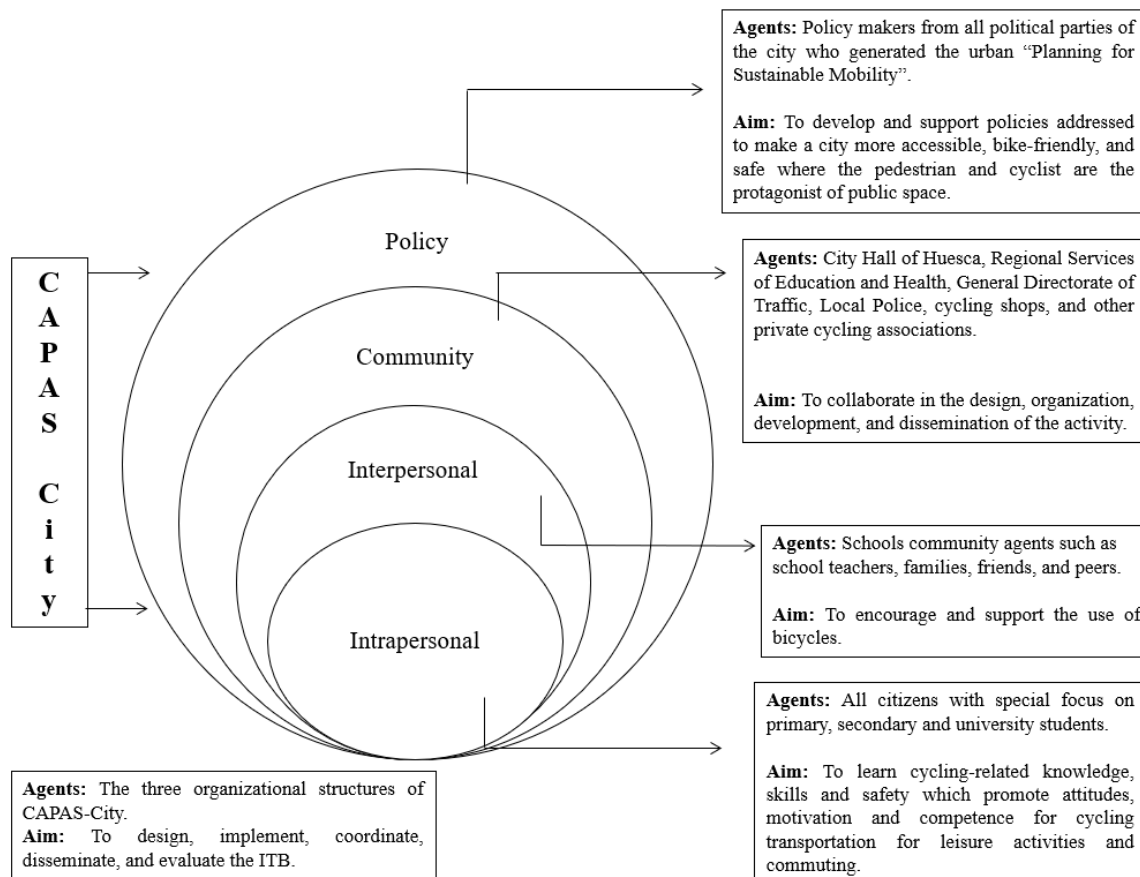 Agents: Policy makers from all political parties of
the city who generated the urban “Planning for
Sustainable Mobility”.
Aim: To develop and support policies addressed
to make a city more accessible, bike-friendly, and
safe where the pedestrian and cyclist are the
protagonist of public space.
Policy
Agents: City Hall of Huesca, Regional Services
of Education and Health, General Directorate of
Traffic, Local Police, cycling shops, and other
private cycling associations.
Aim: To collaborate in the design, organization,
development, and dissemination of the activity.
CAPAS City
Community
Interpersonal
Agents: Schools community agents such as
school teachers, families, friends, and peers.
Aim: To encourage and support the use of
bicycles.
Intrapersonal
Agents: All citizens with special focus on
primary, secondary and university students.
Aim: To learn cycling-related knowledge,
skills and safety which promote attitudes,
motivation and competence for cycling
transportation for leisure activities and
commuting.
Agents: The three organizational structures of
CAPAS-City.
Aim: To design, implement, coordinate,
disseminate, and evaluate the ITB.